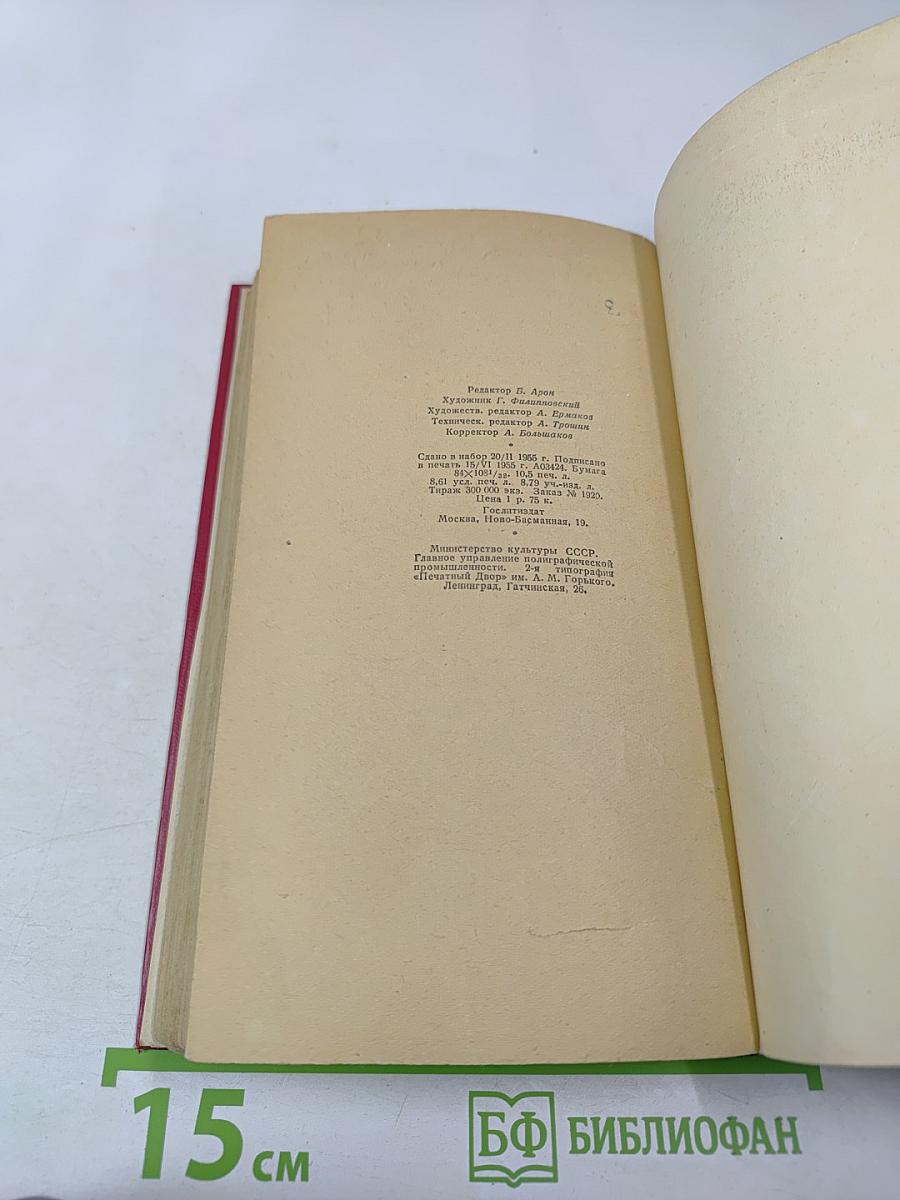 Редактор Б. Арон
Художник Г. Филипповский
Художеств. редактор А. Ермаков
Техническ. редактор А. Трошин
Корректор А. Большаков
*
Сдано в набор 20/II 1955 г. Подписано
в печать 15/VI 1955 г. А03424. Бумага
84×108¹/₃₂. 10,5 печ. л.
8,61 усл. печ. л. 8,79 уч.-изд. л.
Тираж 300 000 экз. Заказ № 1920.
Цена 1 р. 75 к.
Гослитиздат
Москва, Ново-Басманная, 19.
*
Министерство культуры СССР.
Главное управление полиграфической
промышленности. 2-я типография
«Печатный Двор» им. А. М. Горького.
Ленинград, Гатчинская, 26.
15 см
БФ БИБЛИОФАН